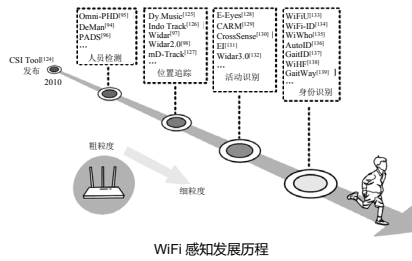 CSI Tool[124]
发布
2010
Omni-PHD[95]
DeMan[94]
PADS[96]
...
人员检测
Dy.Music[125]
Indo Track[126]
Widar[97]
Widar2.0[98]
mD-Track[127]
...
位置追踪
E-Eyes[128]
CARM[129]
CrossSense[130]
EI[131]
Widar3.0[132]
...
活动识别
WiFiU[133]
WiFi-ID[134]
WiWho[135]
AutoID[136]
GaitID[137]
WiHF[138]
GaitWay[139]
...
身份识别
粗粒度
细粒度
WiFi 感知发展历程